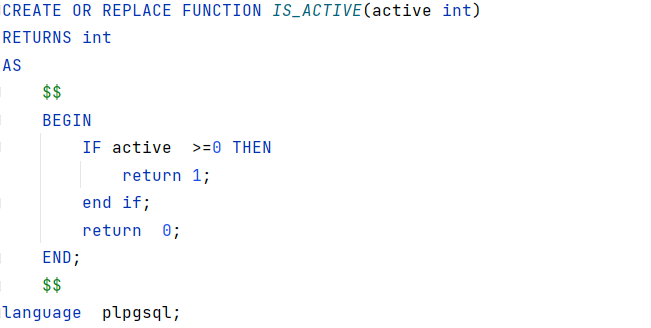 CREATE OR REPLACE FUNCTION IS_ACTIVE(active int)
RETURNS int
AS
    $$
    BEGIN
        IF active  >=0 THEN
            return 1;
        end if;
        return  0;
    END;
    $$
language  plpgsql;